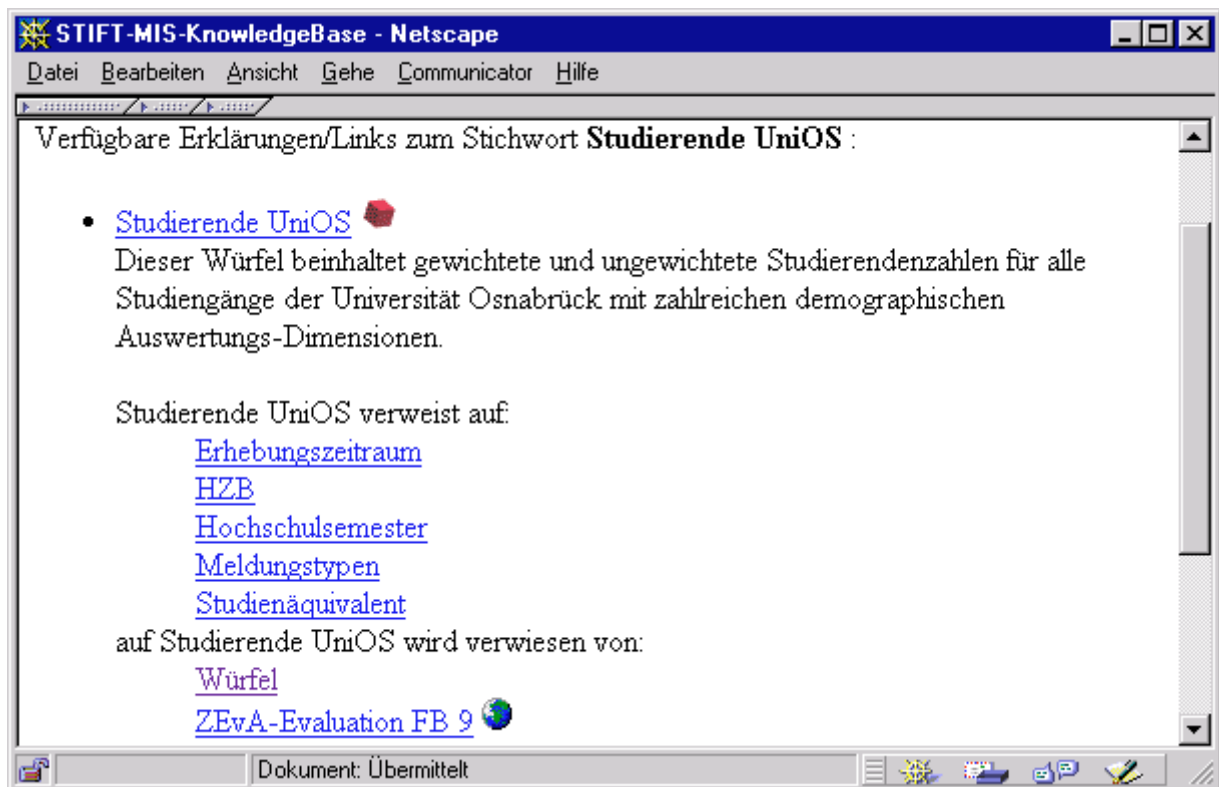 STIFT-MIS-KnowledgeBase - Netscape
Datei Bearbeiten Ansicht Gehe Communicator Hilfe
Verfügbare Erklärungen/Links zum Stichwort Studierende UniOS :
• Studierende UniOS
Dieser Würfel beinhaltet gewichtete und ungewichtete Studierendenzahlen für alle
Studiengänge der Universität Osnabrück mit zahlreichen demographischen
Auswertungs-Dimensionen.
Studierende UniOS verweist auf:
Erhebungszeitraum
HZB
Hochschulsemester
Meldungstypen
Studienäquivalent
auf Studierende UniOS wird verwiesen von:
Würfel
ZEvA-Evaluation FB 9
Dokument: Übermittelt